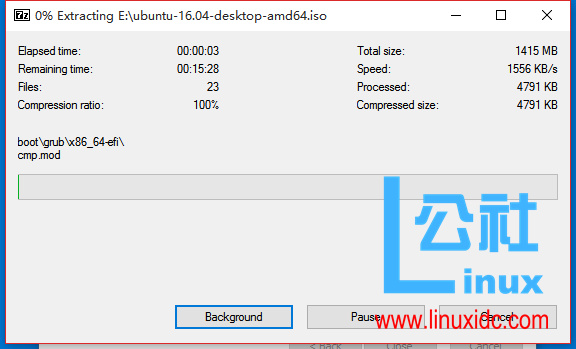 7z 0% Extracting E:\ubuntu-16.04-desktop-amd64.iso
Elapsed time: 00:00:03 Total size: 1415 MB
Remaining time: 00:15:28 Speed: 1556 KB/s
Files: 23 Processed: 4791 KB
Compression ratio: 100% Compressed size: 4791 KB
boot\grub\x86_64-efi\
cmp.mod
公社
Linux
Background Pause Cancel
www.linuxidc.com
< Back Close Cancel